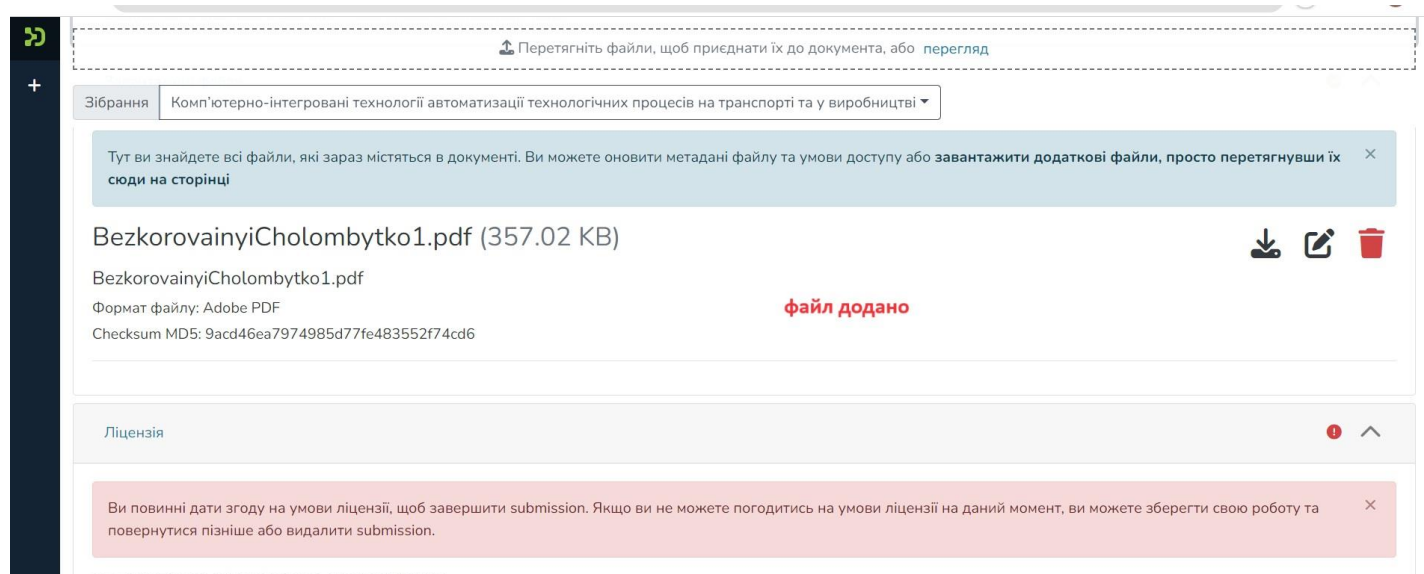 Перетягніть файли, щоб приєднати їх до документа, або перегляд
+
Зібрання Комп'ютерно-інтегровані технології автоматизації технологічних процесів на транспорті та у виробництві
Тут ви знайдете всі файли, які зараз містяться в документі. Ви можете оновити метадані файлу та умови доступу або завантажити додаткові файли, просто перетягнувши їх
сюди на сторінці
BezkorovainyiCholombytko1.pdf (357.02 KB)
BezkorovainyiCholombytko1.pdf
Формат файлу: Adobe PDF
файл додано
Checksum MD5: 9acd46ea7974985d77fe483552f74cd6
Ліцензія
Ви повинні дати згоду на умови ліцензії, щоб завершити submission. Якщо ви не можете погодитись на умови ліцензії на даний момент, ви можете зберегти свою роботу та
повернутися пізніше або видалити submission.